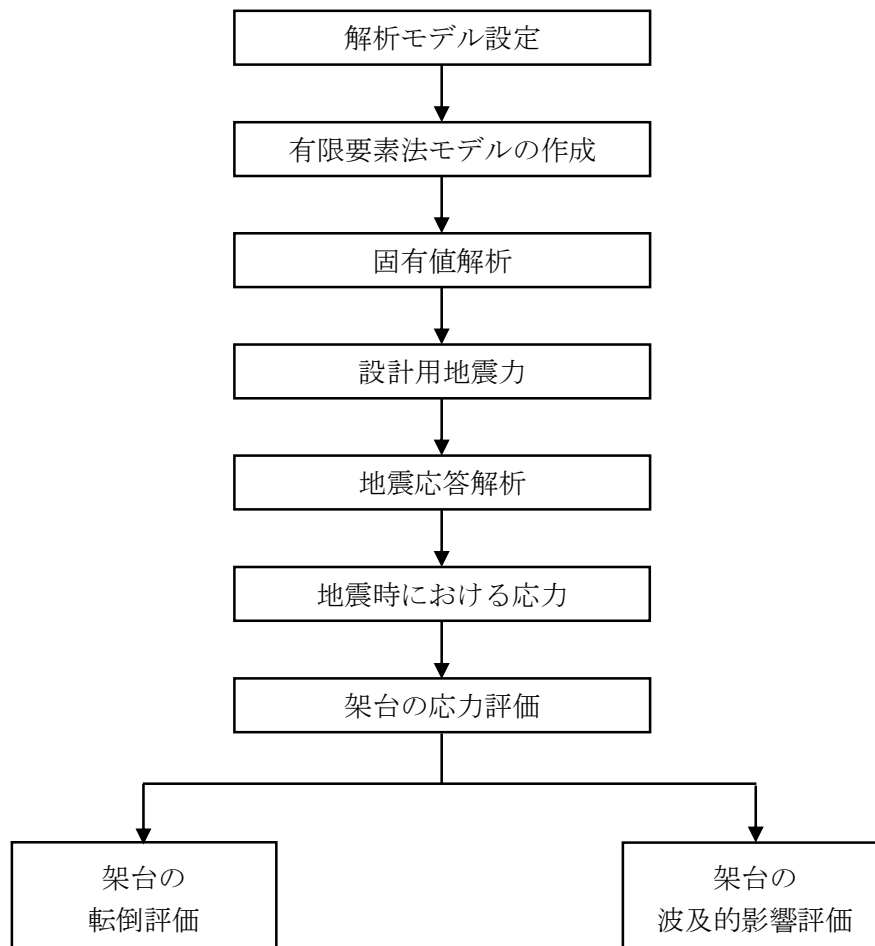 解析モデル設定
有限要素法モデルの作成
固有値解析
設計用地震力
地震応答解析
地震時における応力
架台の応力評価
架台の
転倒評価
架台の
波及的影響評価